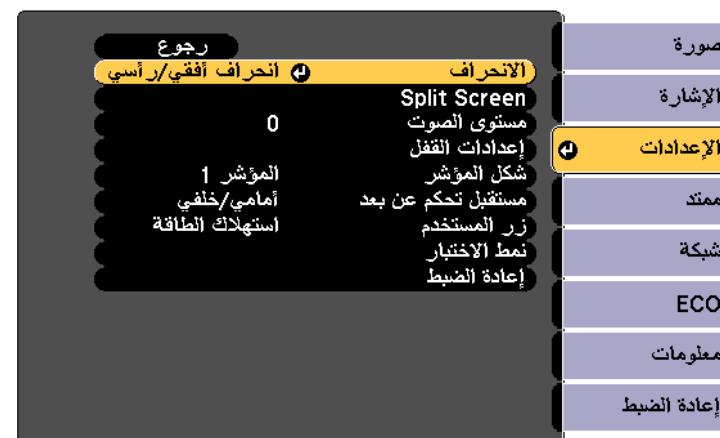 صورة
الإشارة
الإعدادات
ممتد
شبكة
ECO
معلومات
إعادة الضبط
رجوع
الانحراف انحراف أفقي/رأسي
Split Screen
مستوى الصوت 0
إعدادات القفل
شكل المؤشر المؤشر 1
مستقبل تحكم عن بعد أمامي/خلفي
زر المستخدم استهلاك الطاقة
نمط الاختبار
إعادة الضبط